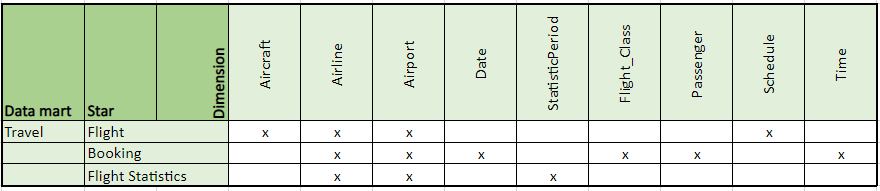 Data mart Star Dimension Aircraft Airline Airport Date StatisticPeriod Flight_Class Passenger Schedule Time
Travel Flight x x x x
Booking x x x x x x
Flight Statistics x x x